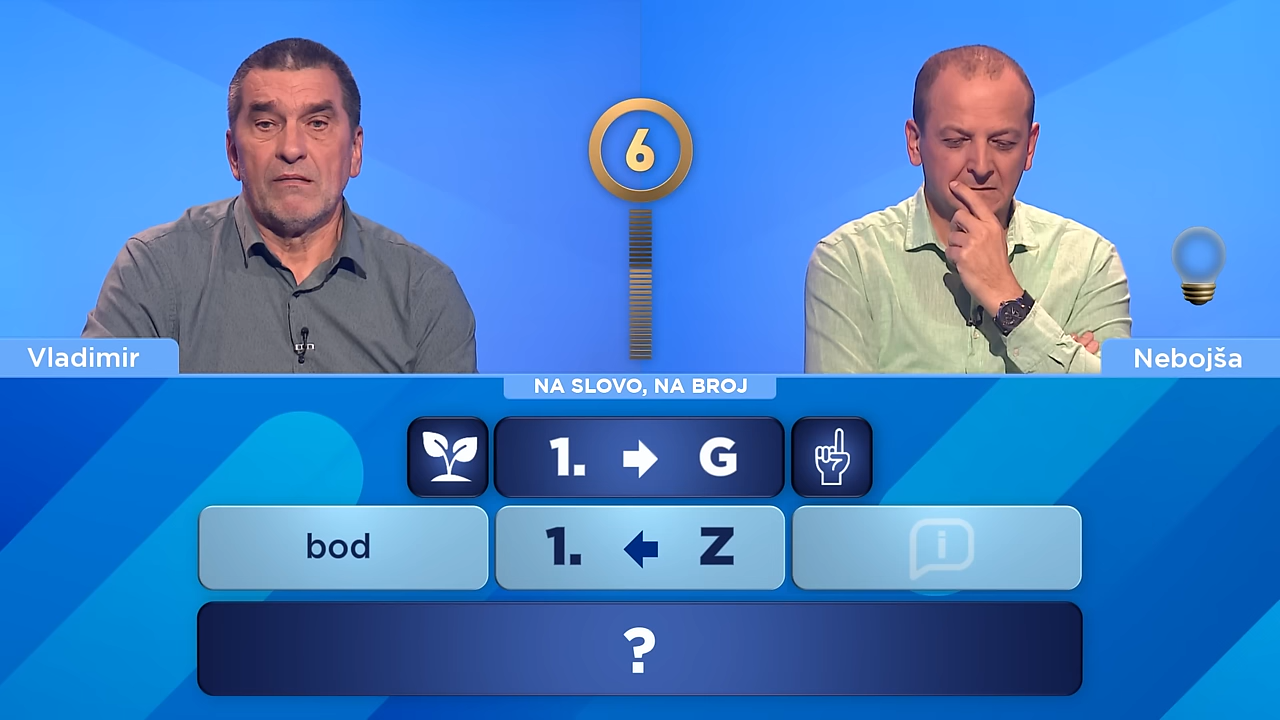 6
Vladimir
Nebojša
NA SLOVO, NA BROJ
1. → G
bod
1. ← Z
i
?